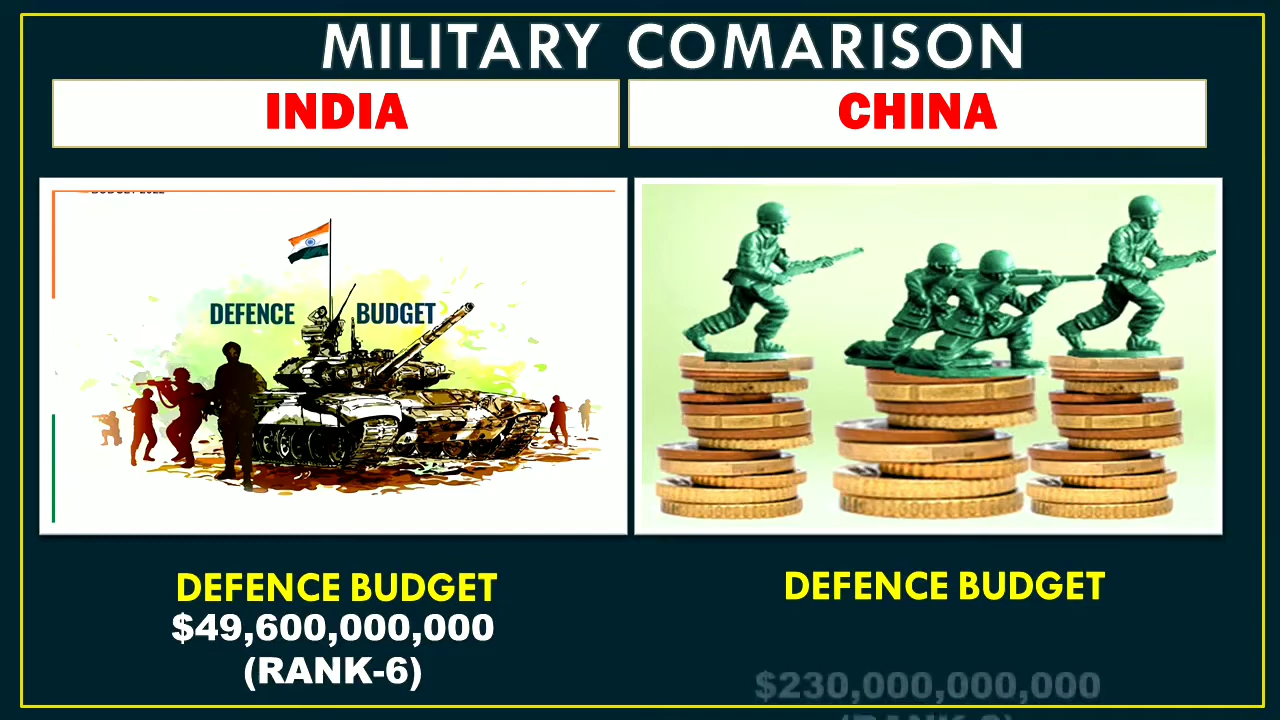 MILITARY COMARISON
INDIA
CHINA
DEFENCE BUDGET
DEFENCE BUDGET
$49,600,000,000
(RANK-6)
DEFENCE BUDGET
$230,000,000,000